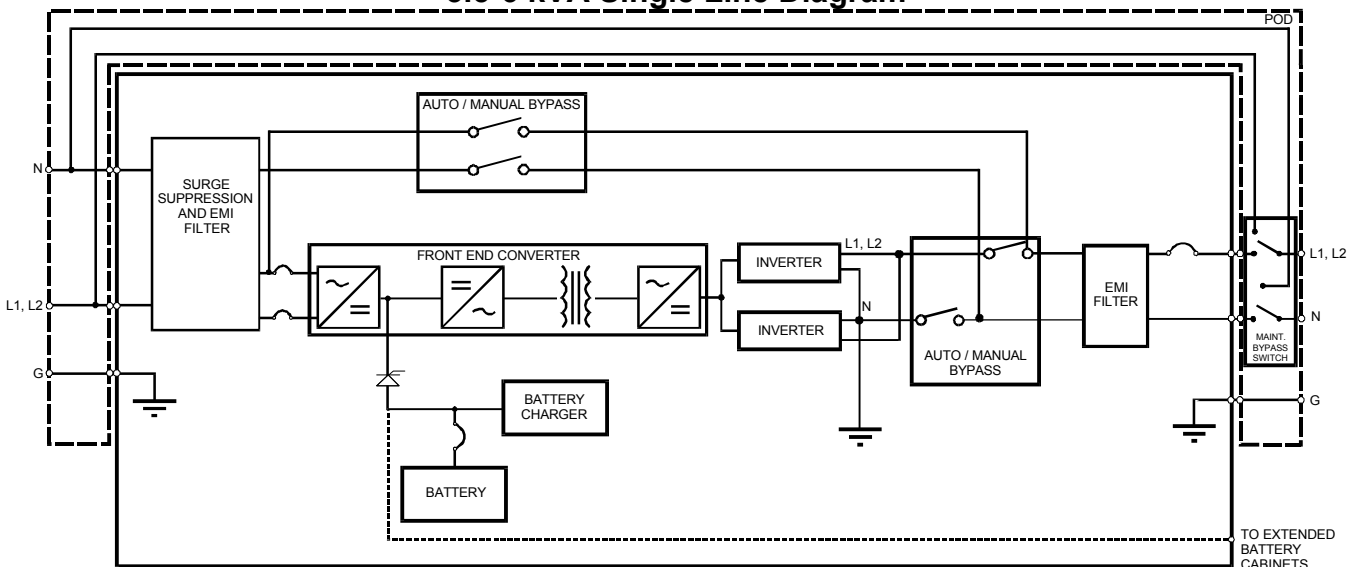 POD
AUTO / MANUAL BYPASS
N
SURGE
SUPPRESSION
AND EMI
FILTER
FRONT END CONVERTER
L1, L2
INVERTER
L1, L2
EMI
FILTER
L1, L2
N
INVERTER
N
AUTO / MANUAL
BYPASS
MAINT.
BYPASS
SWITCH
G
BATTERY
CHARGER
G
BATTERY
TO EXTENDED
BATTERY
CABINETS